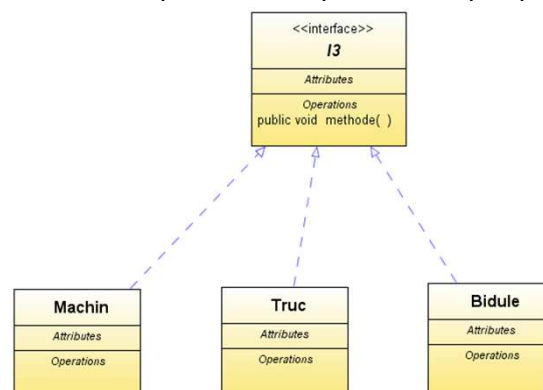 <<interface>>
I3
Attributes
Operations
public void methode( )
Machin
Attributes
Operations
Truc
Attributes
Operations
Bidule
Attributes
Operations